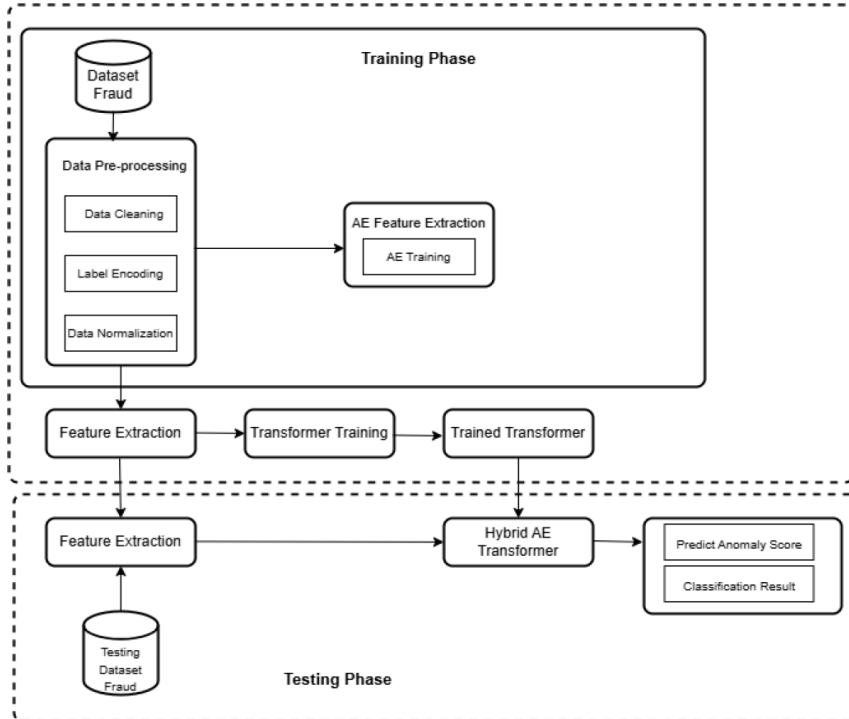 Training Phase
Dataset
Fraud
Data Pre-processing
Data Cleaning
Label Encoding
Data Normalization
AE Feature Extraction
AE Training
Feature Extraction
Transformer Training
Trained Transformer
Feature Extraction
Hybrid AE
Transformer
Predict Anomaly Score
Classification Result
Testing
Dataset
Fraud
Testing Phase